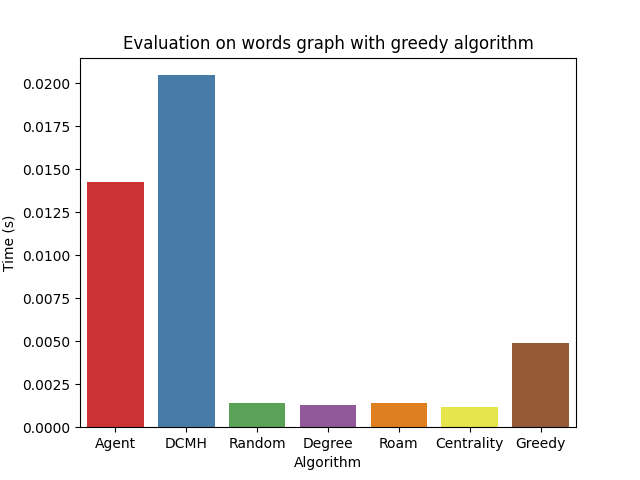 Evaluation on words graph with greedy algorithm
0.0200
0.0175
0.0150
0.0125
0.0100
0.0075
0.0050
0.0025
0.0000
Time (s)
Agent DCMH Random Degree Roam Centrality Greedy
Algorithm